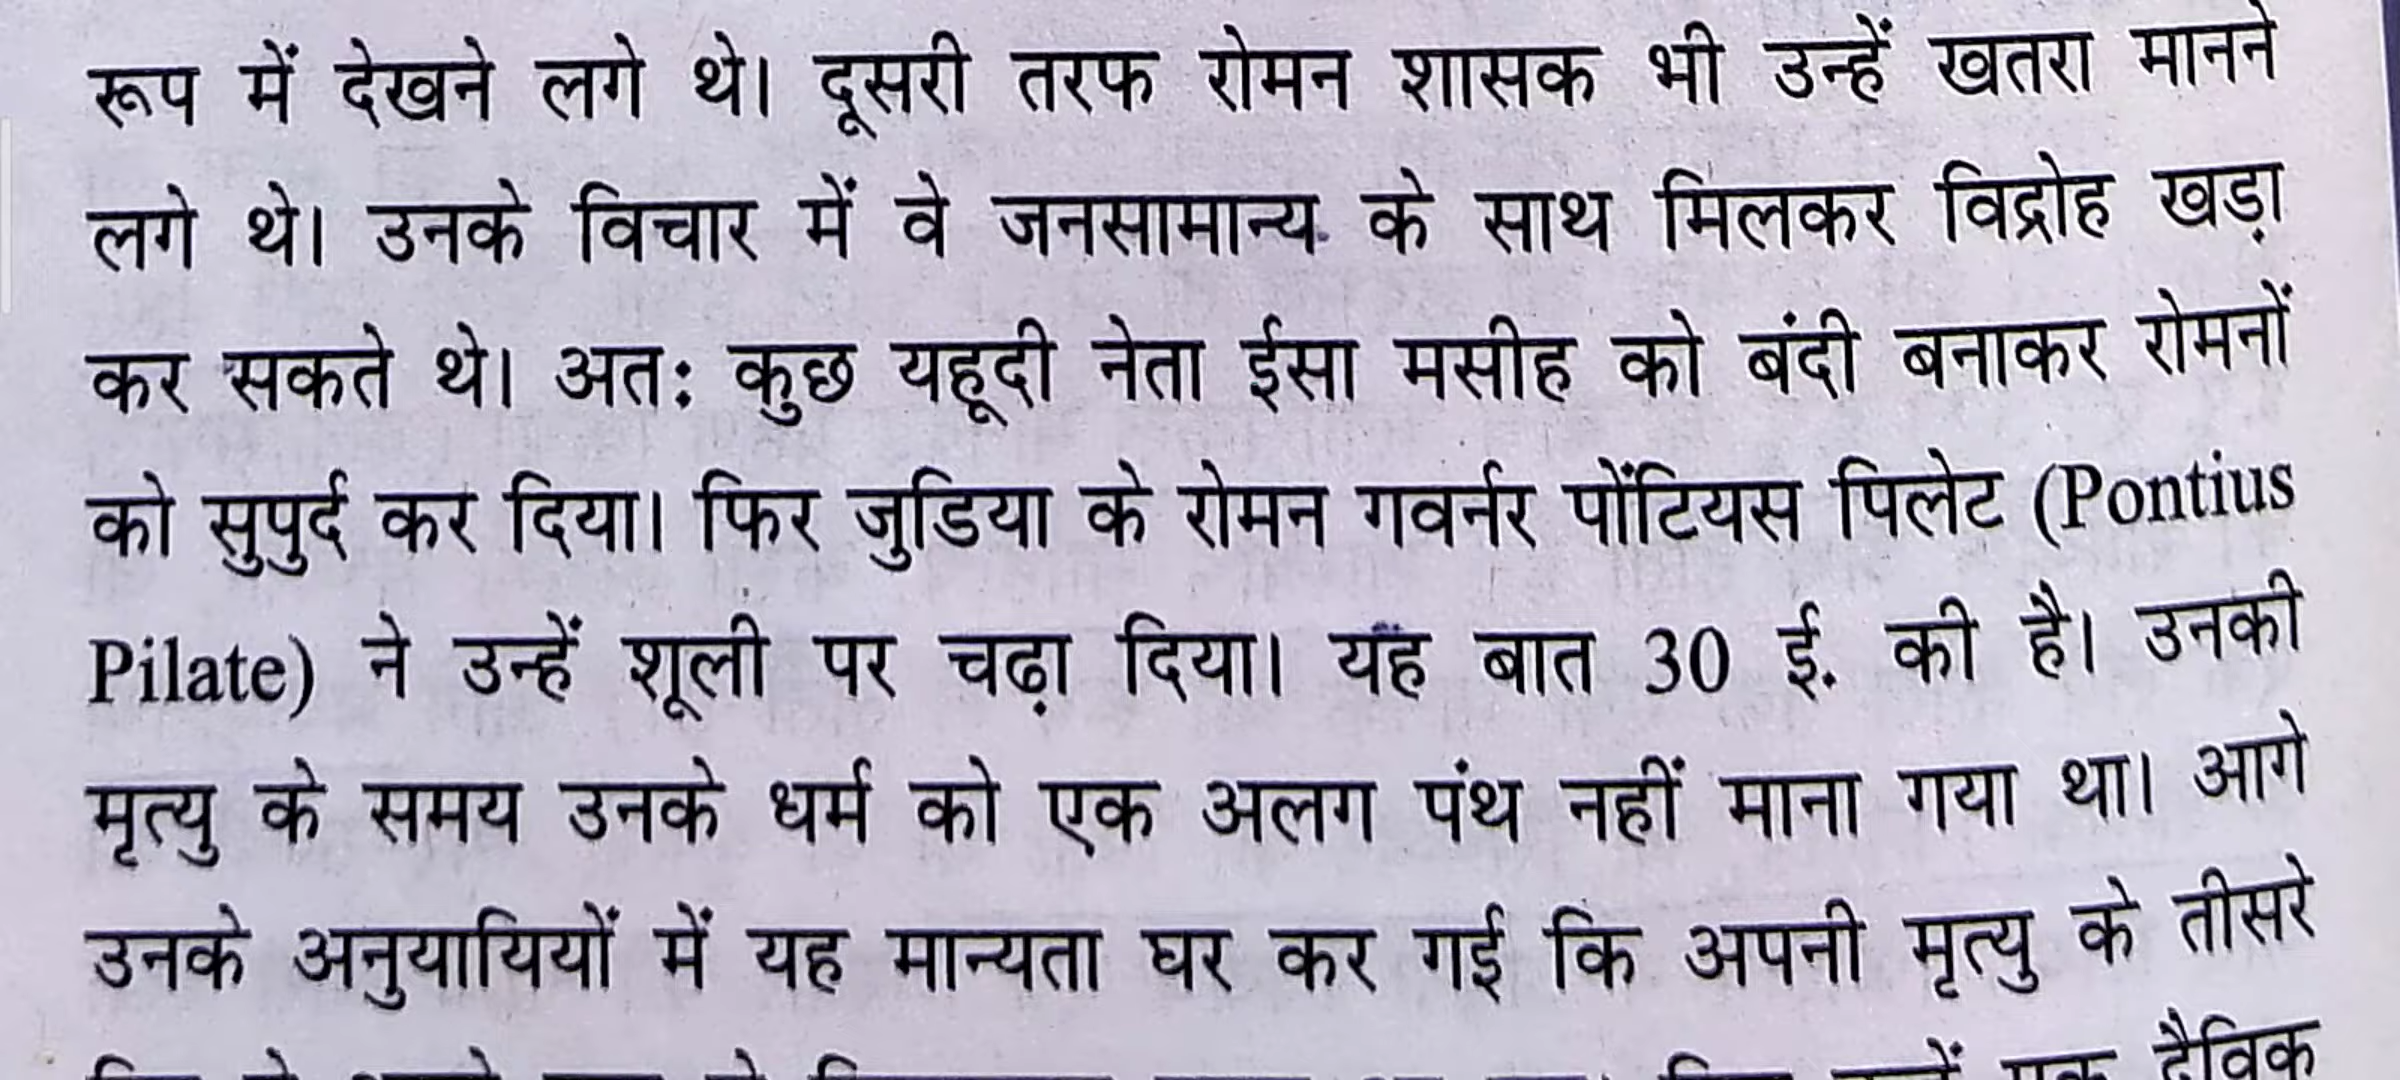 रूप में देखने लगे थे। दूसरी तरफ रोमन शासक भी उन्हें खतरा मानने
लगे थे। उनके विचार में वे जनसामान्य के साथ मिलकर विद्रोह खड़ा
कर सकते थे। अतः कुछ यहूदी नेता ईसा मसीह को बंदी बनाकर रोमनों
को सुपुर्द कर दिया। फिर जुडिया के रोमन गवर्नर पोंटियस पिलेट (Pontius
Pilate) ने उन्हें शूली पर चढ़ा दिया। यह बात 30 ई. की है। उनकी
मृत्यु के समय उनके धर्म को एक अलग पंथ नहीं माना गया था। आगे
उनके अनुयायियों में यह मान्यता घर कर गई कि अपनी मृत्यु के तीसरे
एक दैविक